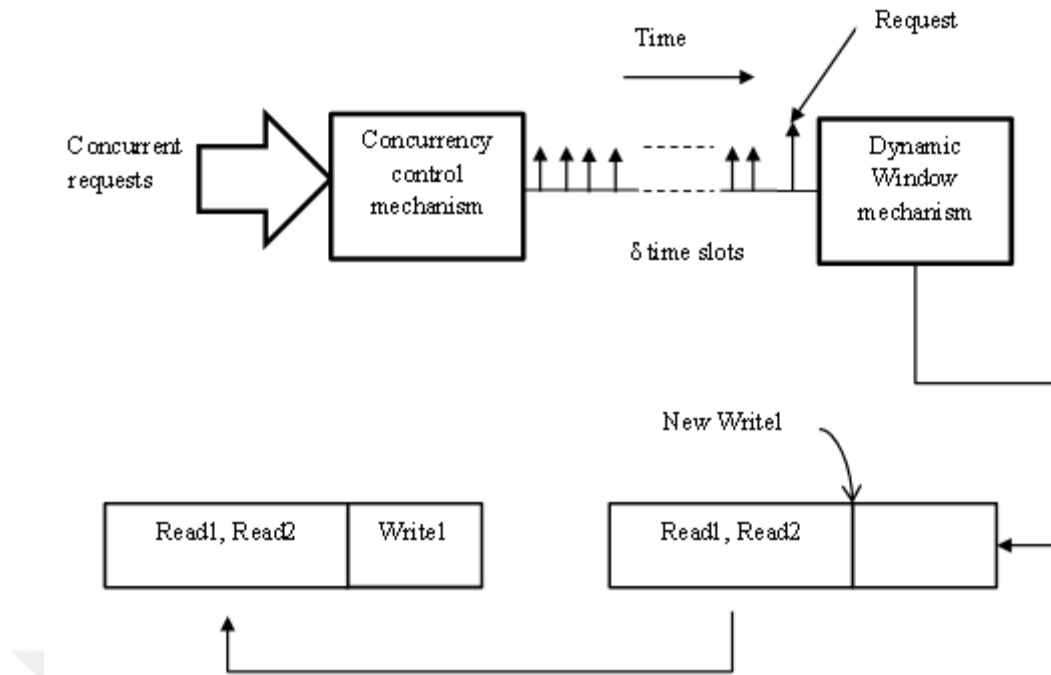 Request
Time
Concurrent
requests
Concurrency
control
mechanism
Dynamic
Window
mechanism
δ time slots
New Write1
Read1, Read2
Write1
Read1, Read2